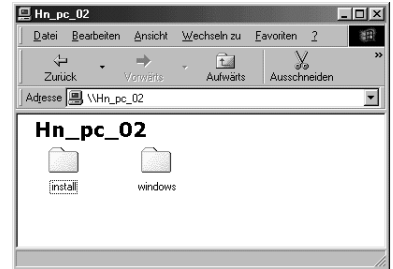 Hn_pc_02
Datei Bearbeiten Ansicht Wechseln zu Favoriten ?
Zurück Vorwärts Aufwärts Ausschneiden »
Adresse \\Hn_pc_02
Hn_pc_02
install windows